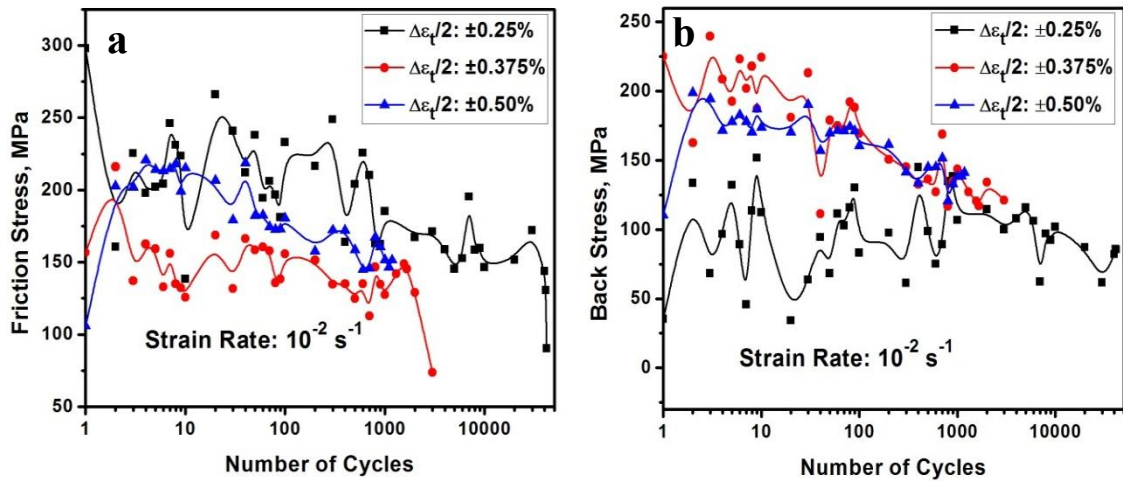 a
Δεt/2: ±0.25%
Δεt/2: ±0.375%
Δεt/2: ±0.50%
300
250
200
150
100
50
Friction Stress, MPa
Strain Rate: 10⁻² s⁻¹
1
10
100
1000
10000
Number of Cycles
b
Δεt/2: ±0.25%
Δεt/2: ±0.375%
Δεt/2: ±0.50%
250
200
150
100
50
0
Back Stress, MPa
Strain Rate: 10⁻² s⁻¹
1
10
100
1000
10000
Number of Cycles